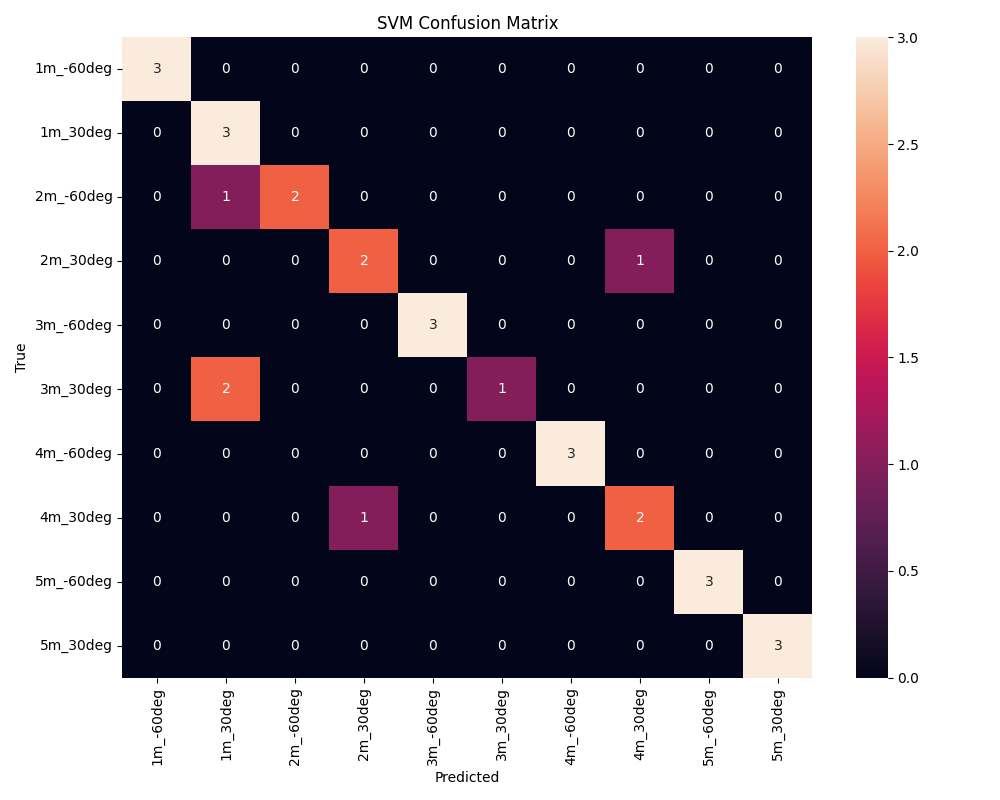 SVM Confusion Matrix
1m_-60deg 3 0 0 0 0 0 0 0 0 0
1m_30deg 0 3 0 0 0 0 0 0 0 0
2m_-60deg 0 1 2 0 0 0 0 0 0 0
2m_30deg 0 0 0 2 0 0 0 1 0 0
3m_-60deg 0 0 0 0 3 0 0 0 0 0
3m_30deg 0 2 0 0 0 1 0 0 0 0
4m_-60deg 0 0 0 0 0 0 3 0 0 0
4m_30deg 0 0 0 1 0 0 0 2 0 0
5m_-60deg 0 0 0 0 0 0 0 0 3 0
5m_30deg 0 0 0 0 0 0 0 0 0 3
True
1m_-60deg 1m_30deg 2m_-60deg 2m_30deg 3m_-60deg 3m_30deg 4m_-60deg 4m_30deg 5m_-60deg 5m_30deg
Predicted
3.0
2.5
2.0
1.5
1.0
0.5
0.0